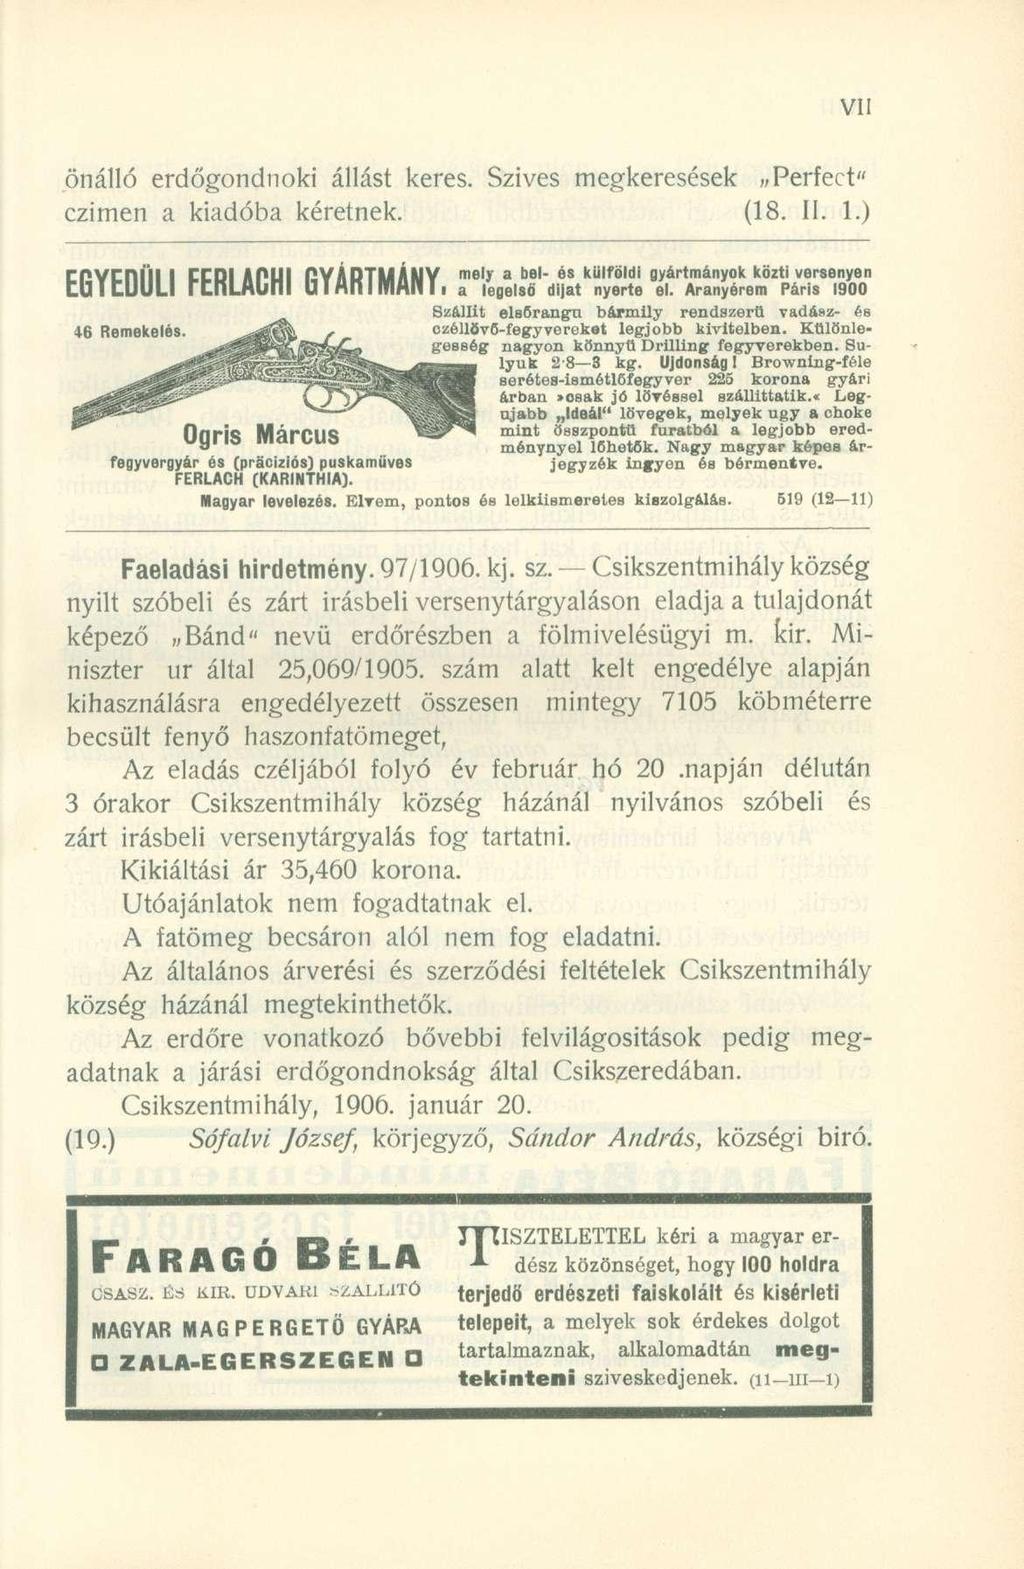 VII
önálló erdőgondnoki állást keres. Szives megkeresések „Perfect"
czimen a kiadóba kéretnek. (18. II. 1.)
EGYEDÜLI FERLACHI GYÁRTMÁNY, mely a bel- és külföldi gyártmányok közti versenyen
a legelső dijat nyerte el. Aranyérem Páris 1900
46 Remekelés.
Szállit elsőrangu bármily rendszerü vadász- és
czéllövő-fegyvereket legjobb kivitelben. Különle-
gesség nagyon könnyü Drilling fegyverekben. Su-
lyuk 2·8—3 kg. Ujdonság! Browning-féle
serétes-ismétlőfegyver 225 korona gyári
árban »csak jó lövéssel szállittatik.« Leg-
ujabb „Ideál" lövegek, melyek ugy a choke
mint összpontü furatból a legjobb ered-
ménynyel lőhetők. Nagy magyar képes ár-
jegyzék ingyen és bérmentve.
Ogris Márcus
fegyvergyár és (präciziós) puskamüves
FERLACH (KARINTHIA).
Magyar levelezés. Elvem, pontos és lelkiismeretes kiszolgálás. 519 (12—11)
Faeladási hirdetmény. 97/1906. kj. sz. — Csikszentmihály község
nyilt szóbeli és zárt irásbeli versenytárgyaláson eladja a tulajdonát
képező „Bánd" nevü erdőrészben a fölmivelésügyi m. kir. Mi-
niszter ur által 25,069/1905. szám alatt kelt engedélye alapján
kihasználásra engedélyezett összesen mintegy 7105 köbméterre
becsült fenyő haszonfatömeget,
Az eladás czéljából folyó év február hó 20 .napján délután
3 órakor Csikszentmihály község házánál nyilvános szóbeli és
zárt irásbeli versenytárgyalás fog tartatni.
Kikiáltási ár 35,460 korona.
Utóajánlatok nem fogadtatnak el.
A fatömeg becsáron alól nem fog eladatni.
Az általános árverési és szerződési feltételek Csikszentmihály
község házánál megtekinthetők.
Az erdőre vonatkozó bővebbi felvilágositások pedig meg-
adatnak a járási erdőgondnokság által Csikszeredában.
Csikszentmihály, 1906. január 20.
(19.) Sófalvi József, körjegyző, Sándor András, községi biró.
FARAGÓ BÉLA
CSÁSZ. ÉS KIR. UDVARI SZÁLLITÓ
MAGYAR MAGPERGETŐ GYÁRA
ZALA-EGERSZEGEN
TISZTELETTEL kéri a magyar er-
dész közönséget, hogy 100 holdra
terjedő erdészeti faiskoláit és kisérleti
telepeit, a melyek sok érdekes dolgot
tartalmaznak, alkalomadtán meg-
tekinteni sziveskedjenek. (11—III—1)